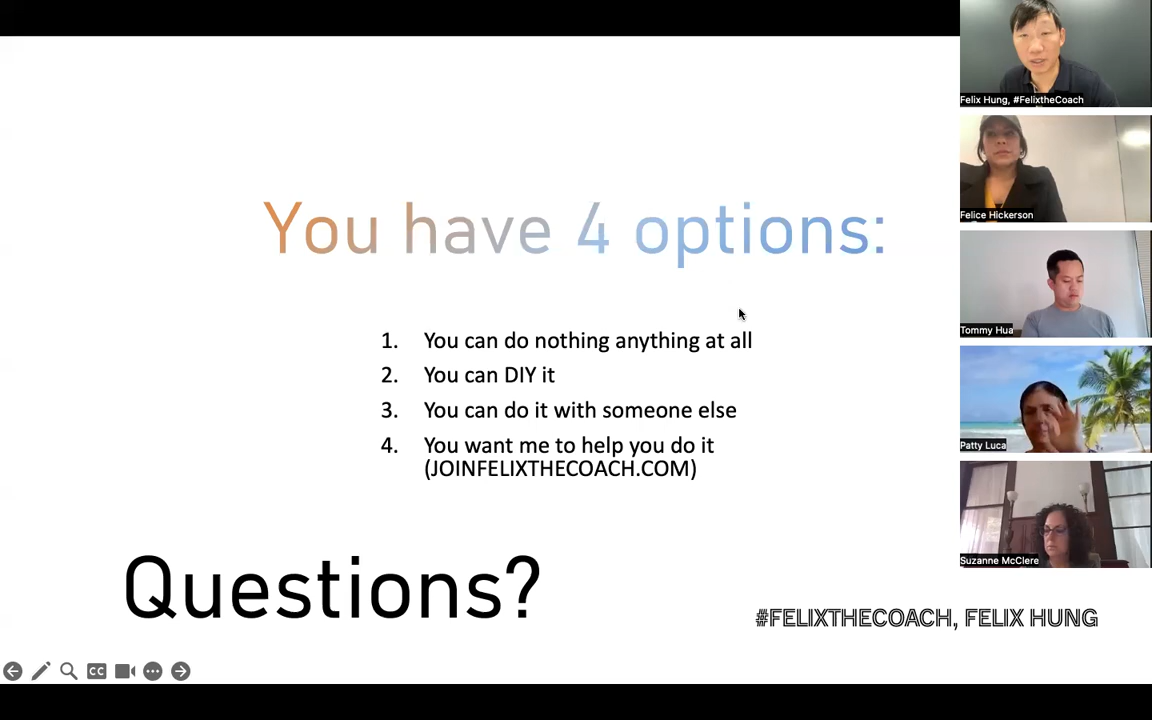 You have 4 options:
1. You can do nothing anything at all
2. You can DIY it
3. You can do it with someone else
4. You want me to help you do it
(JOINFELIXTHECOACH.COM)
Questions?
#FELIXTHECOACH, FELIX HUNG
CC
Felix Hung, #FelixtheCoach
Felice Hickerson
Tommy Hua
Patty Luca
Suzanne McClere